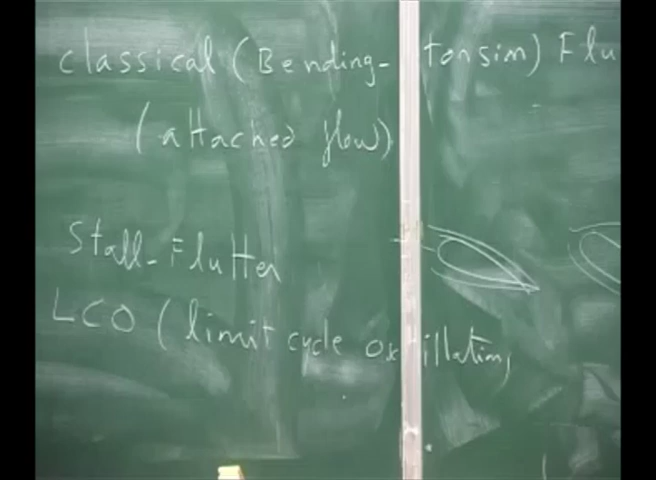 classical (Bending-torsion) Flu
(attached flow)
Stall-Flutter
LCO (limit cycle oscillation,